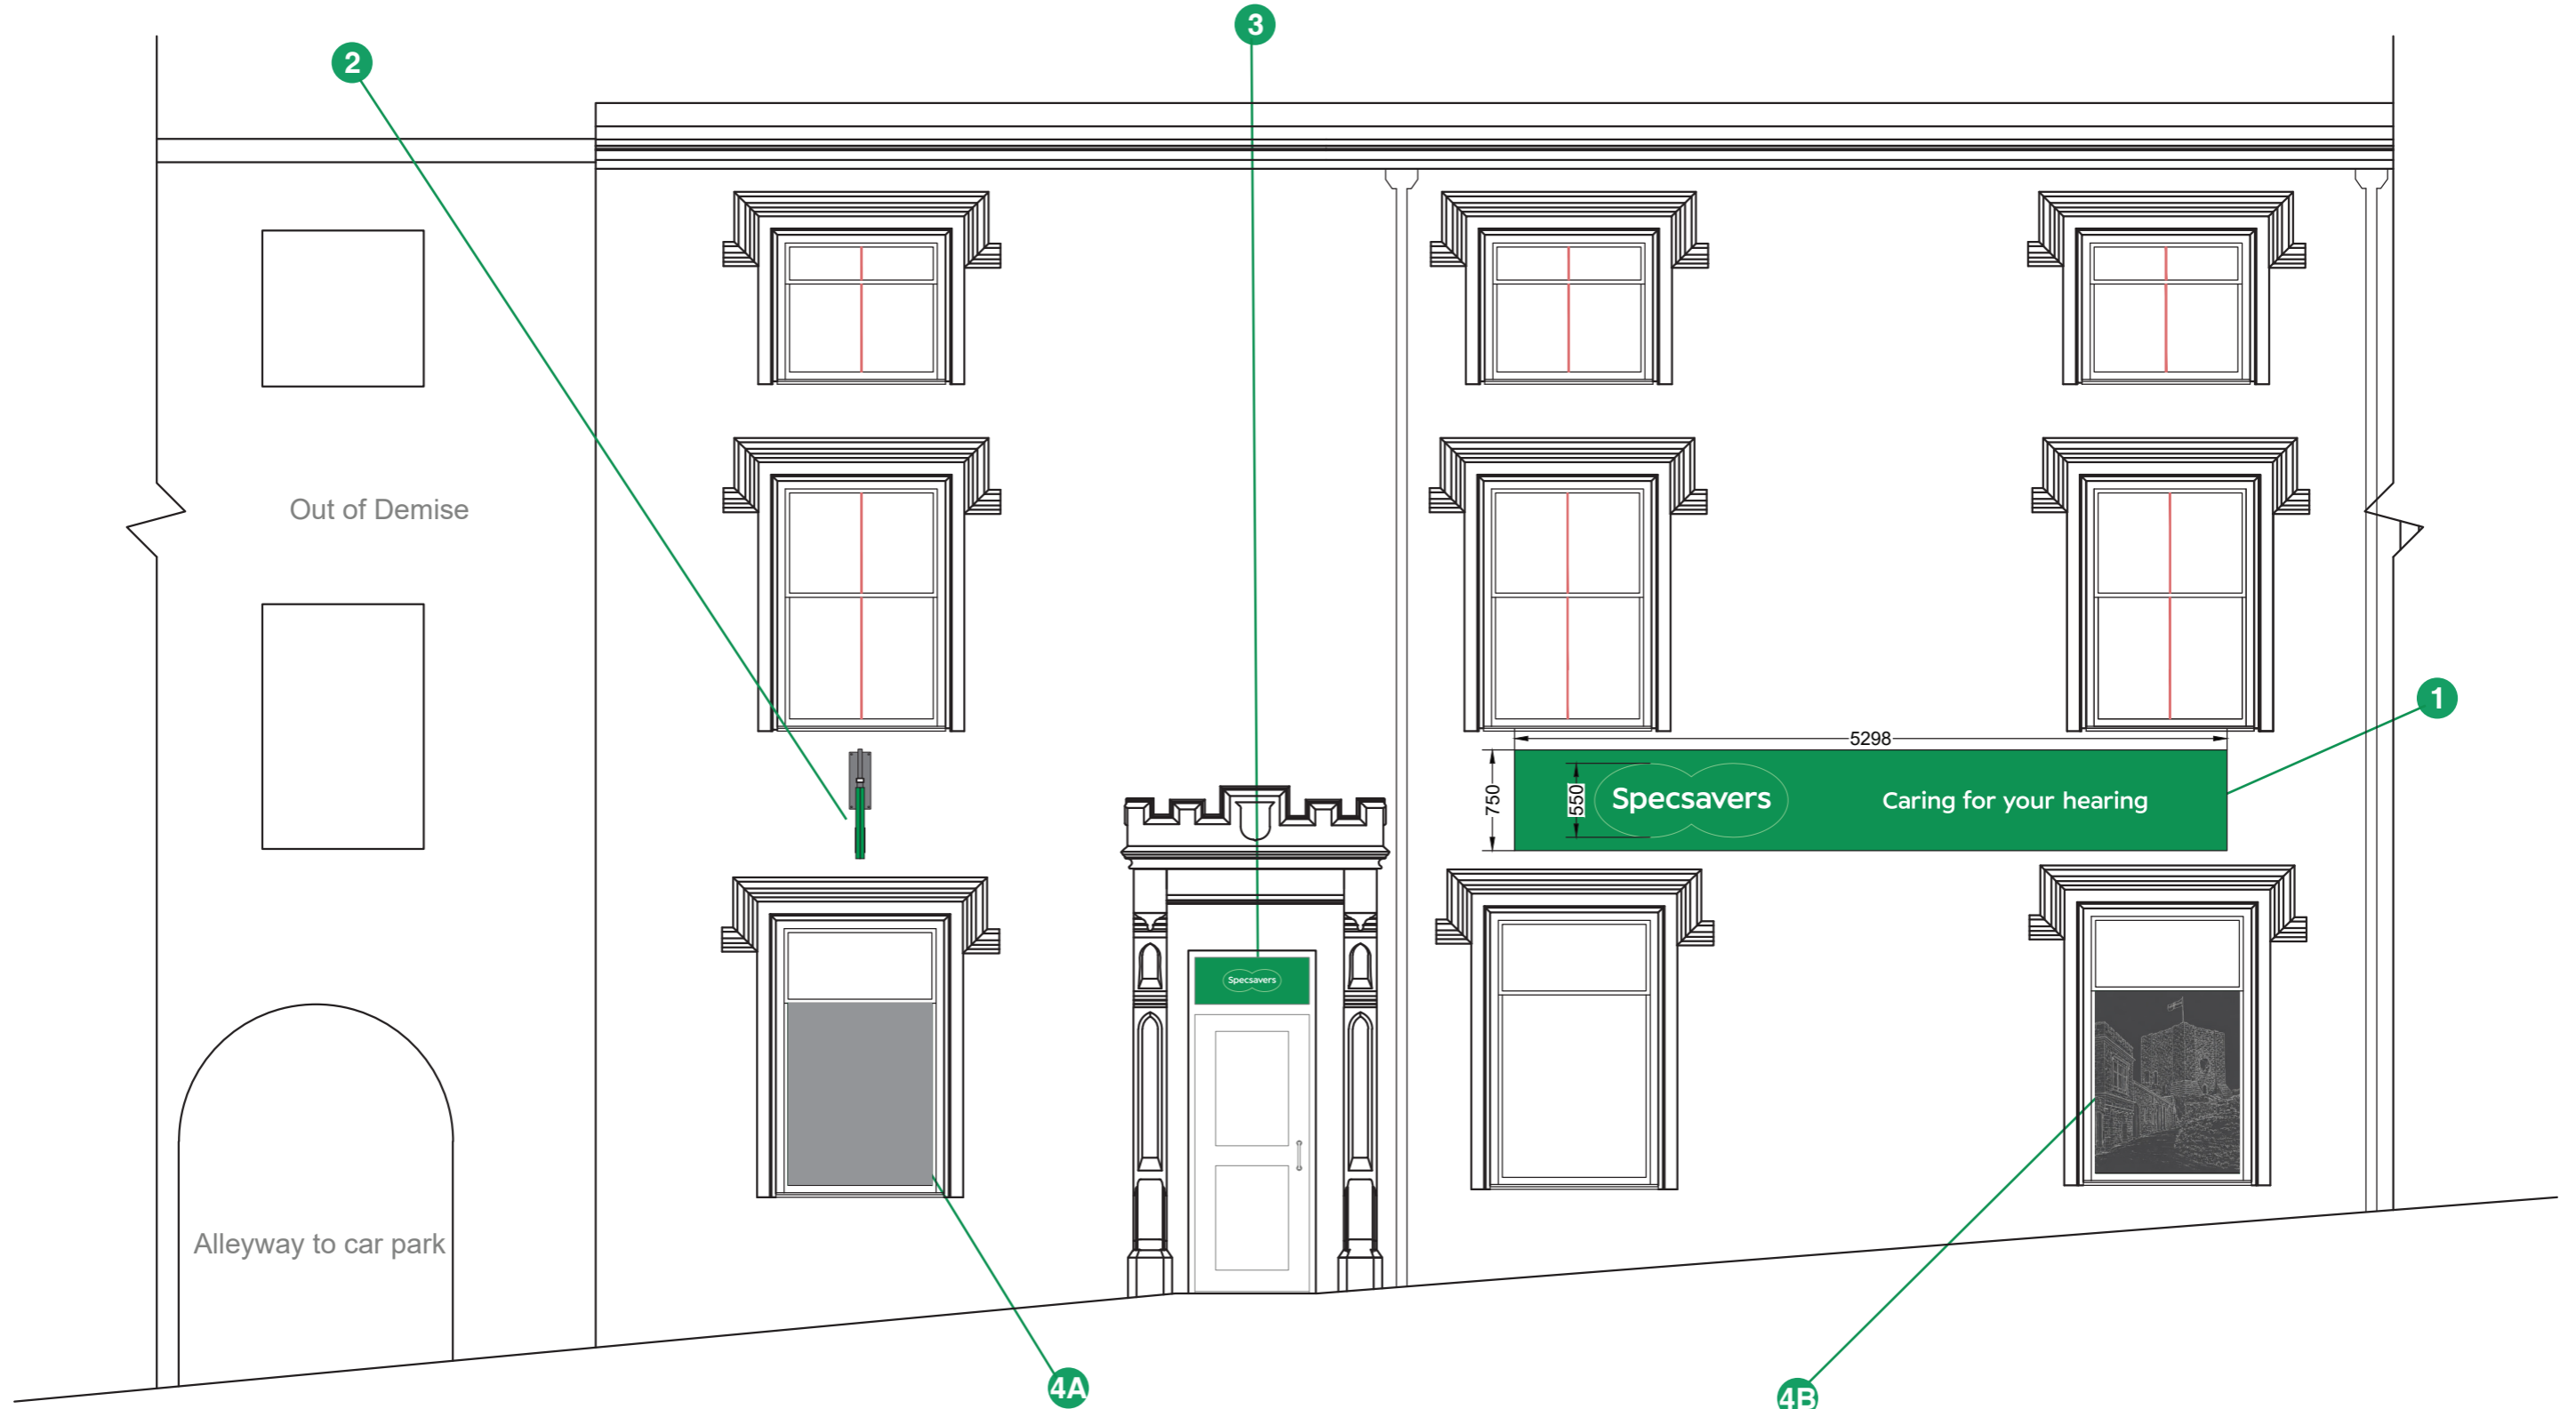 3
2
Out of Demise
1
5298
750
550
Specsavers
Caring for your hearing
Specsavers
Alleyway to car park
4A
4B